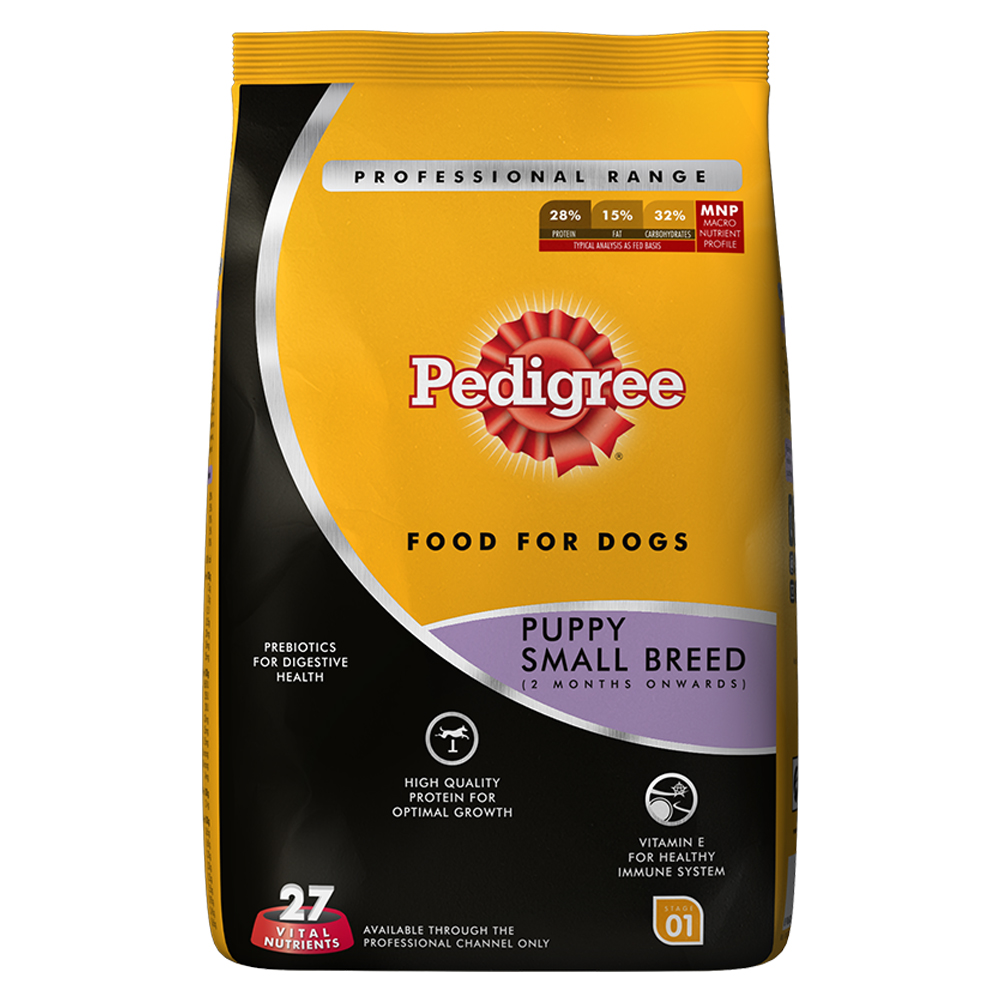 PROFESSIONAL RANGE
28% 15% 32%
PROTEIN FAT CARBOHYDRATES
TYPICAL ANALYSIS AS FED BASIS
MNP
MACRO
NUTRIENT
PROFILE
Pedigree
®
FOOD FOR DOGS
PUPPY
SMALL BREED
(2 MONTHS ONWARDS)
PREBIOTICS
FOR DIGESTIVE
HEALTH
HIGH QUALITY
PROTEIN FOR
OPTIMAL GROWTH
VITAMIN E
FOR HEALTHY
IMMUNE SYSTEM
27
VITAL
NUTRIENTS
AVAILABLE THROUGH THE
PROFESSIONAL CHANNEL ONLY
STAGE
01